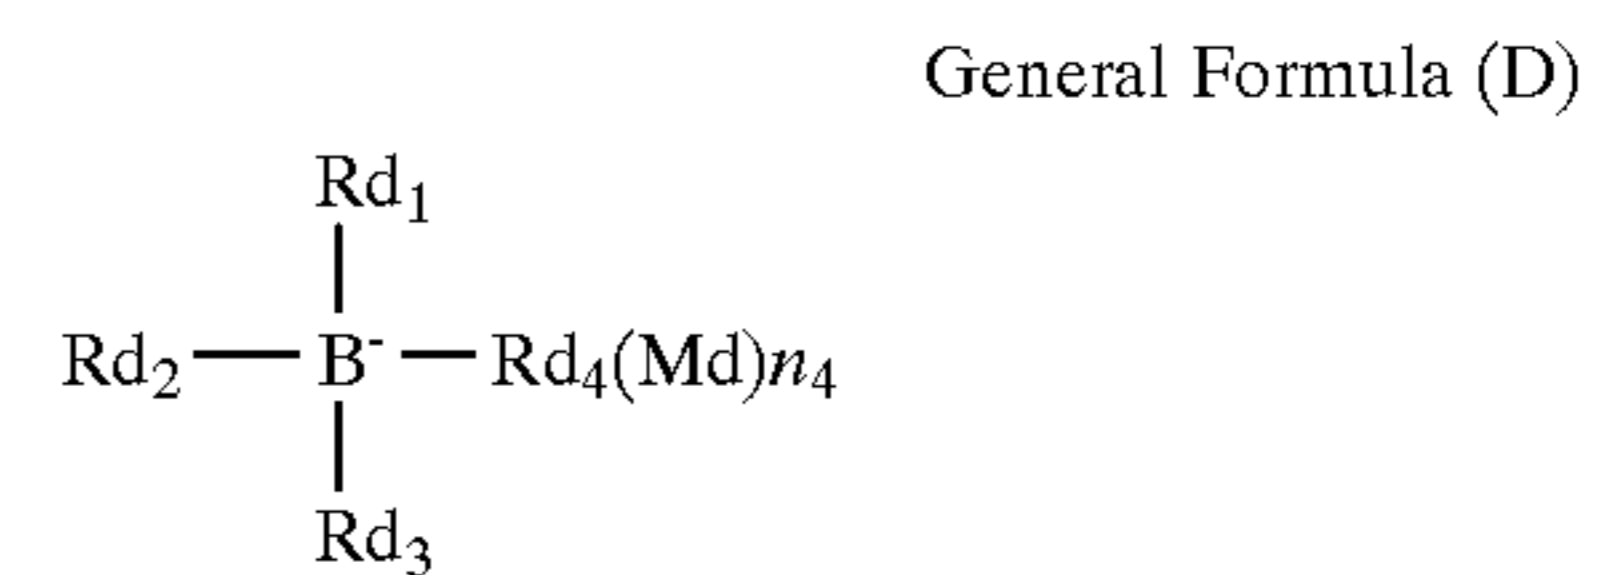 General Formula (D)
Rd₁
Rd₂—B⁻—Rd₄(Md)n₄
Rd₃